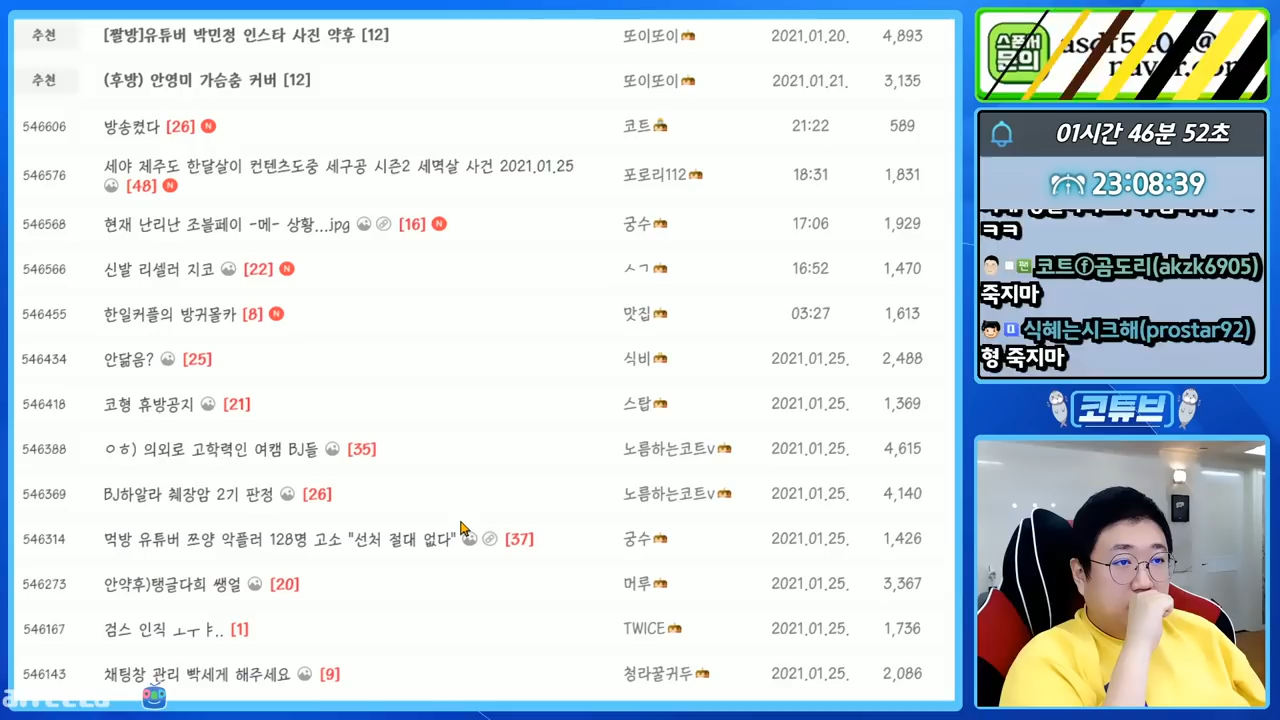 추천 [짤방]유튜버 박민정 인스타 사진 약후 [12] 또이또이 2021.01.20. 4,893
추천 (후방) 안영미 가슴춤 커버 [12] 또이또이 2021.01.21. 3,135
546606 방송켰다 [26] N 코트 21:22 589
546576 세야 제주도 한달살이 컨텐츠도중 세구공 시즌2 세멱살 사건 2021.01.25 [48] N 포로리112 18:31 1,831
546568 현재 난리난 조블페이 -메- 상황...jpg [16] N 궁수 17:06 1,929
546566 신발 리셀러 지코 [22] N ㅅㄱ 16:52 1,470
546455 한일커플의 방귀몰카 [8] N 맛집 03:27 1,613
546434 안닮음? [25] 식비 2021.01.25. 2,488
546418 코형 휴방공지 [21] 스탑 2021.01.25. 1,369
546388 ㅇㅎ) 의외로 고학력인 여캠 BJ들 [35] 노름하는코트v 2021.01.25. 4,615
546369 BJ하알라 췌장암 2기 판정 [26] 노름하는코트v 2021.01.25. 4,140
546314 먹방 유튜버 쯔양 악플러 128명 고소 "선처 절대 없다" [37] 궁수 2021.01.25. 1,426
546273 안약후)탱글다희 쌩얼 [20] 머루 2021.01.25. 3,367
546167 검스 인직 ㅗㅜㅑ.. [1] TWICE 2021.01.25. 1,736
546143 채팅창 관리 빡세게 해주세요 [9] 청라꿀귀두 2021.01.25. 2,086
스폰서
문의
naver.com
01시간 46분 52초
23:08:39
ㅋㅋ
팬 코트ⓕ곰도리(akzk6905)
죽지마
식혜는시크해(prostar92)
형 죽지마
코튜브